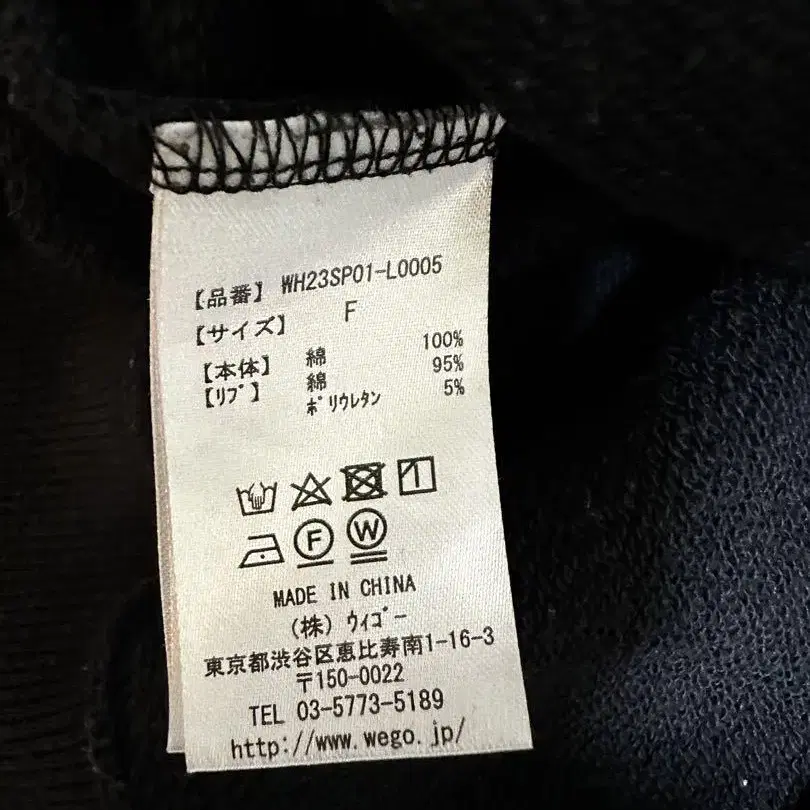 【品番】 WH23SP01-L0005
【サイズ】 F
【本体】 綿 100%
【リブ】 綿 95%
ポリウレタン 5%
F W
MADE IN CHINA
(株) ウィゴー
東京都渋谷区恵比寿南1-16-3
〒150-0022
TEL 03-5773-5189
http://www.wego.jp/